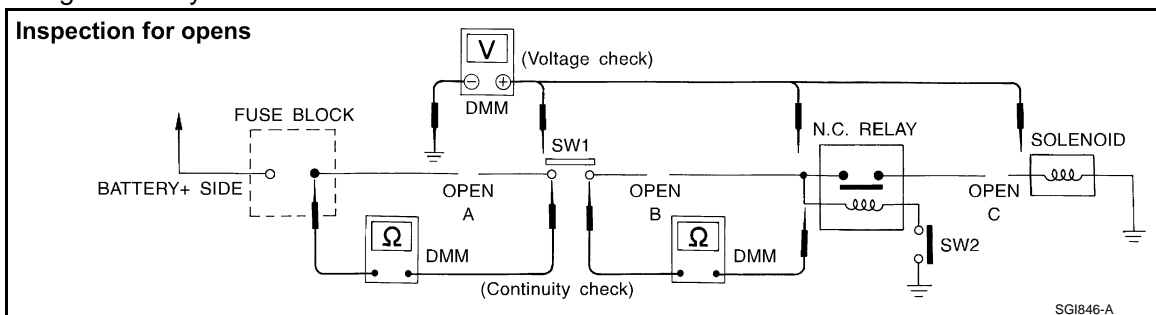 Inspection for opens
V
(Voltage check)
DMM
FUSE BLOCK
SW1
N.C. RELAY
SOLENOID
BATTERY+ SIDE
OPEN
A
OPEN
B
OPEN
C
Ω
DMM
Ω
DMM
SW2
(Continuity check)
SGI846-A